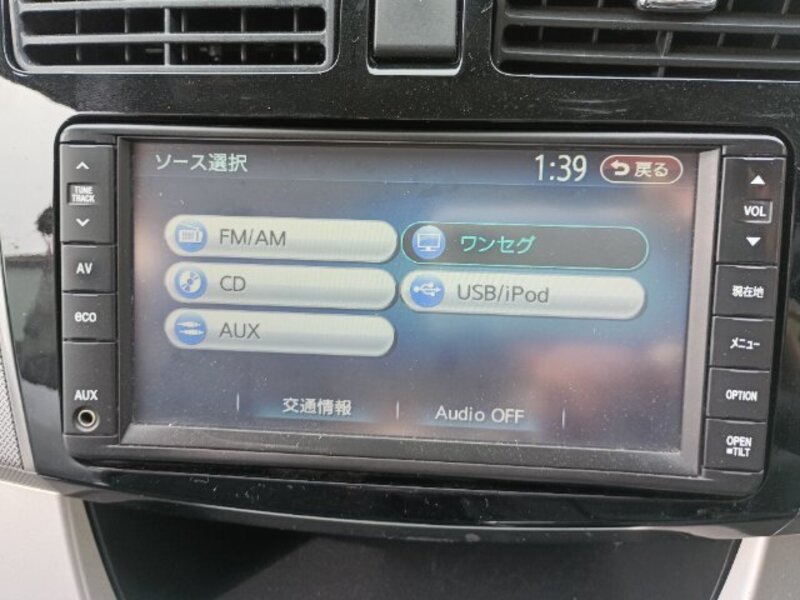 ソース選択
1:39
戻る
FM/AM
ワンセグ
CD
USB/iPod
AUX
交通情報
Audio OFF
TUNE
TRACK
AV
eco
AUX
VOL
現在地
メニュー
OPTION
OPEN
TILT